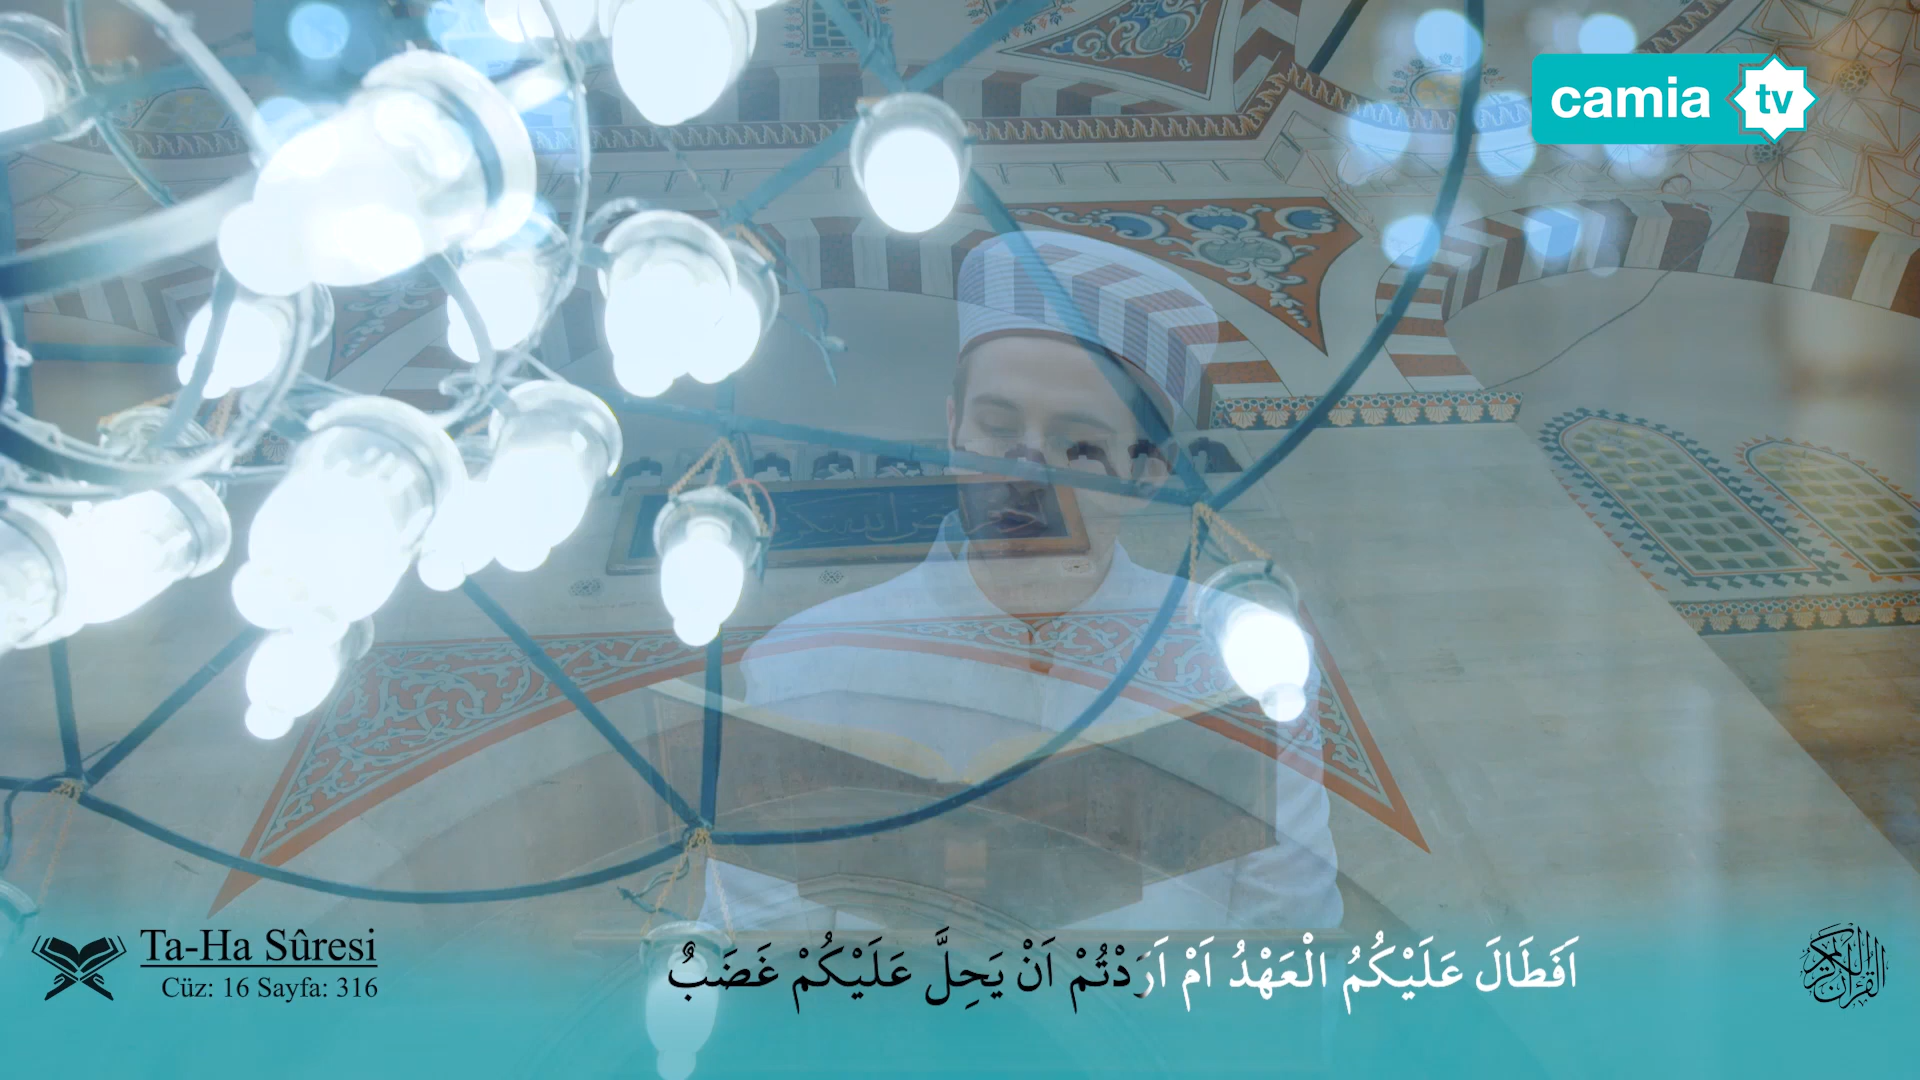 camia tv
Ta-Ha Sûresi
Cüz: 16 Sayfa: 316
اَفَطَالَ عَلَيْكُمُ الْعَهْدُ اَمْ اَرَدْتُمْ اَنْ يَحِلَّ عَلَيْكُمْ غَضَبٌ
القرآن الكريم